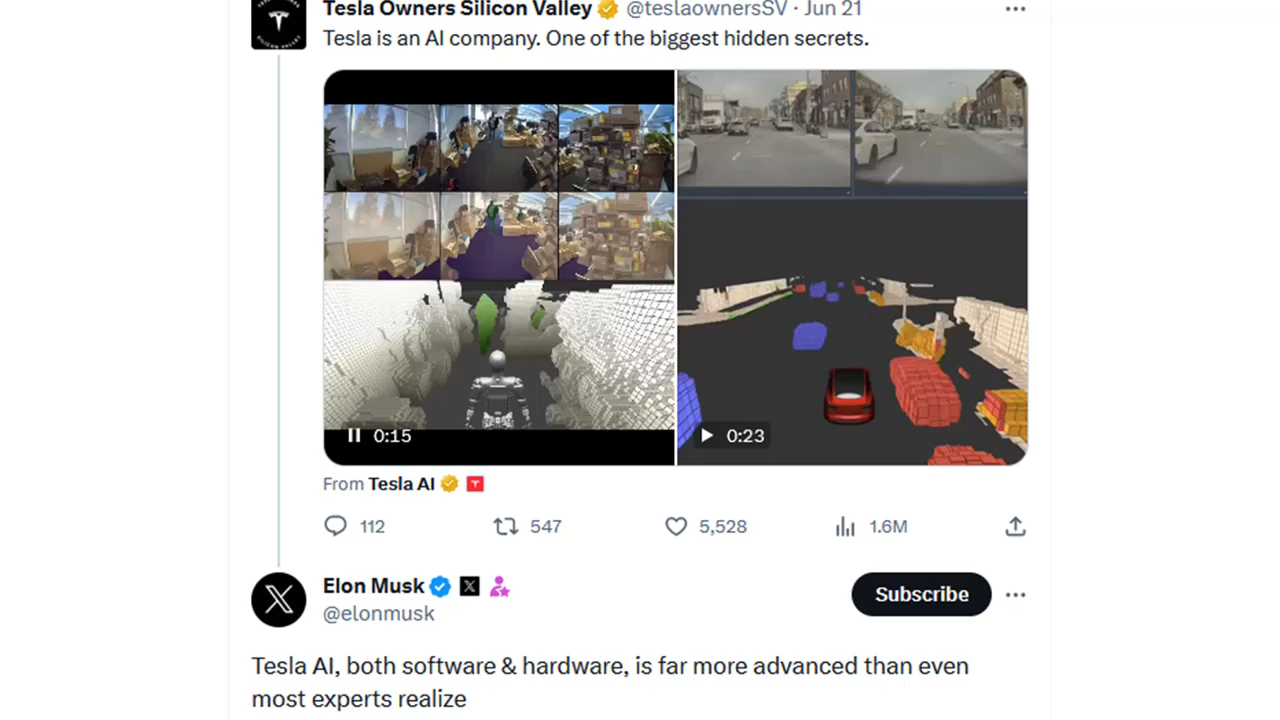 Tesla Owners Silicon Valley @teslaownersSV · Jun 21
Tesla is an AI company. One of the biggest hidden secrets.
0:15
0:23
From Tesla AI
112 547 5,528 1.6M
Elon Musk
Subscribe
@elonmusk
Tesla AI, both software & hardware, is far more advanced than even
most experts realize